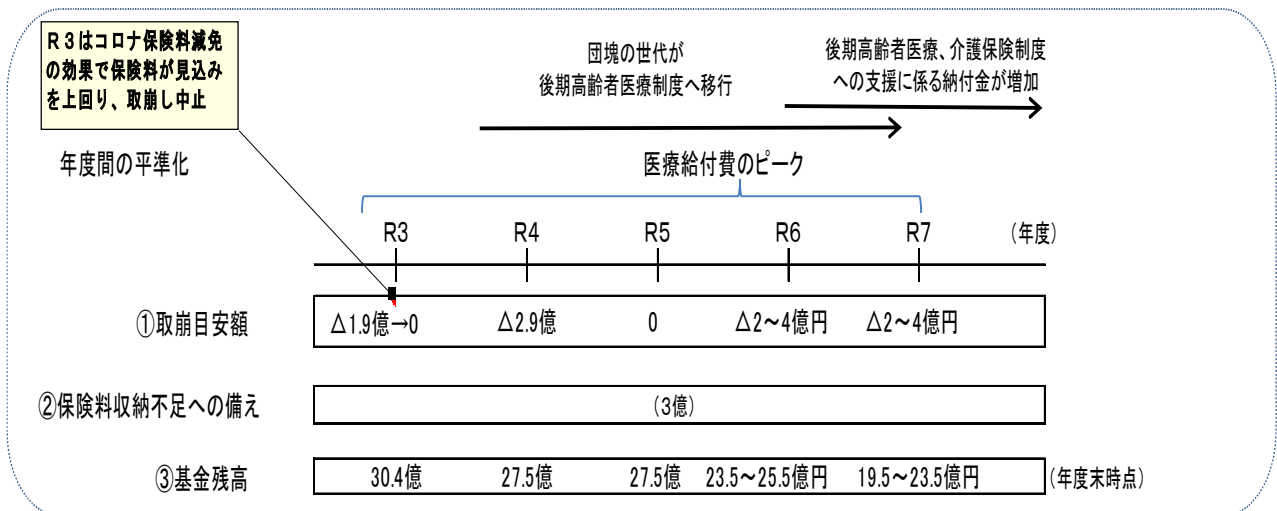 R3はコロナ保険料減免
の効果で保険料が見込み
を上回り、取崩し中止
団塊の世代が
後期高齢者医療制度へ移行
後期高齢者医療、介護保険制度
への支援に係る納付金が増加
年度間の平準化
医療給付費のピーク
R3 R4 R5 R6 R7 (年度)
①取崩目安額 △1.9億→0 △2.9億 0 △2～4億円 △2～4億円
②保険料収納不足への備え (3億)
③基金残高 30.4億 27.5億 27.5億 23.5～25.5億円 19.5～23.5億円 (年度末時点)